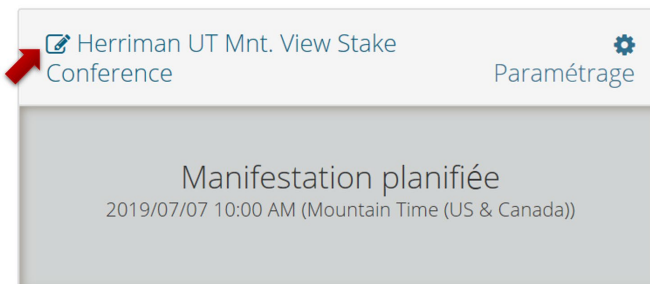 Herriman UT Mnt. View Stake
Conference
Paramétrage
Manifestation planifiée
2019/07/07 10:00 AM (Mountain Time (US & Canada))